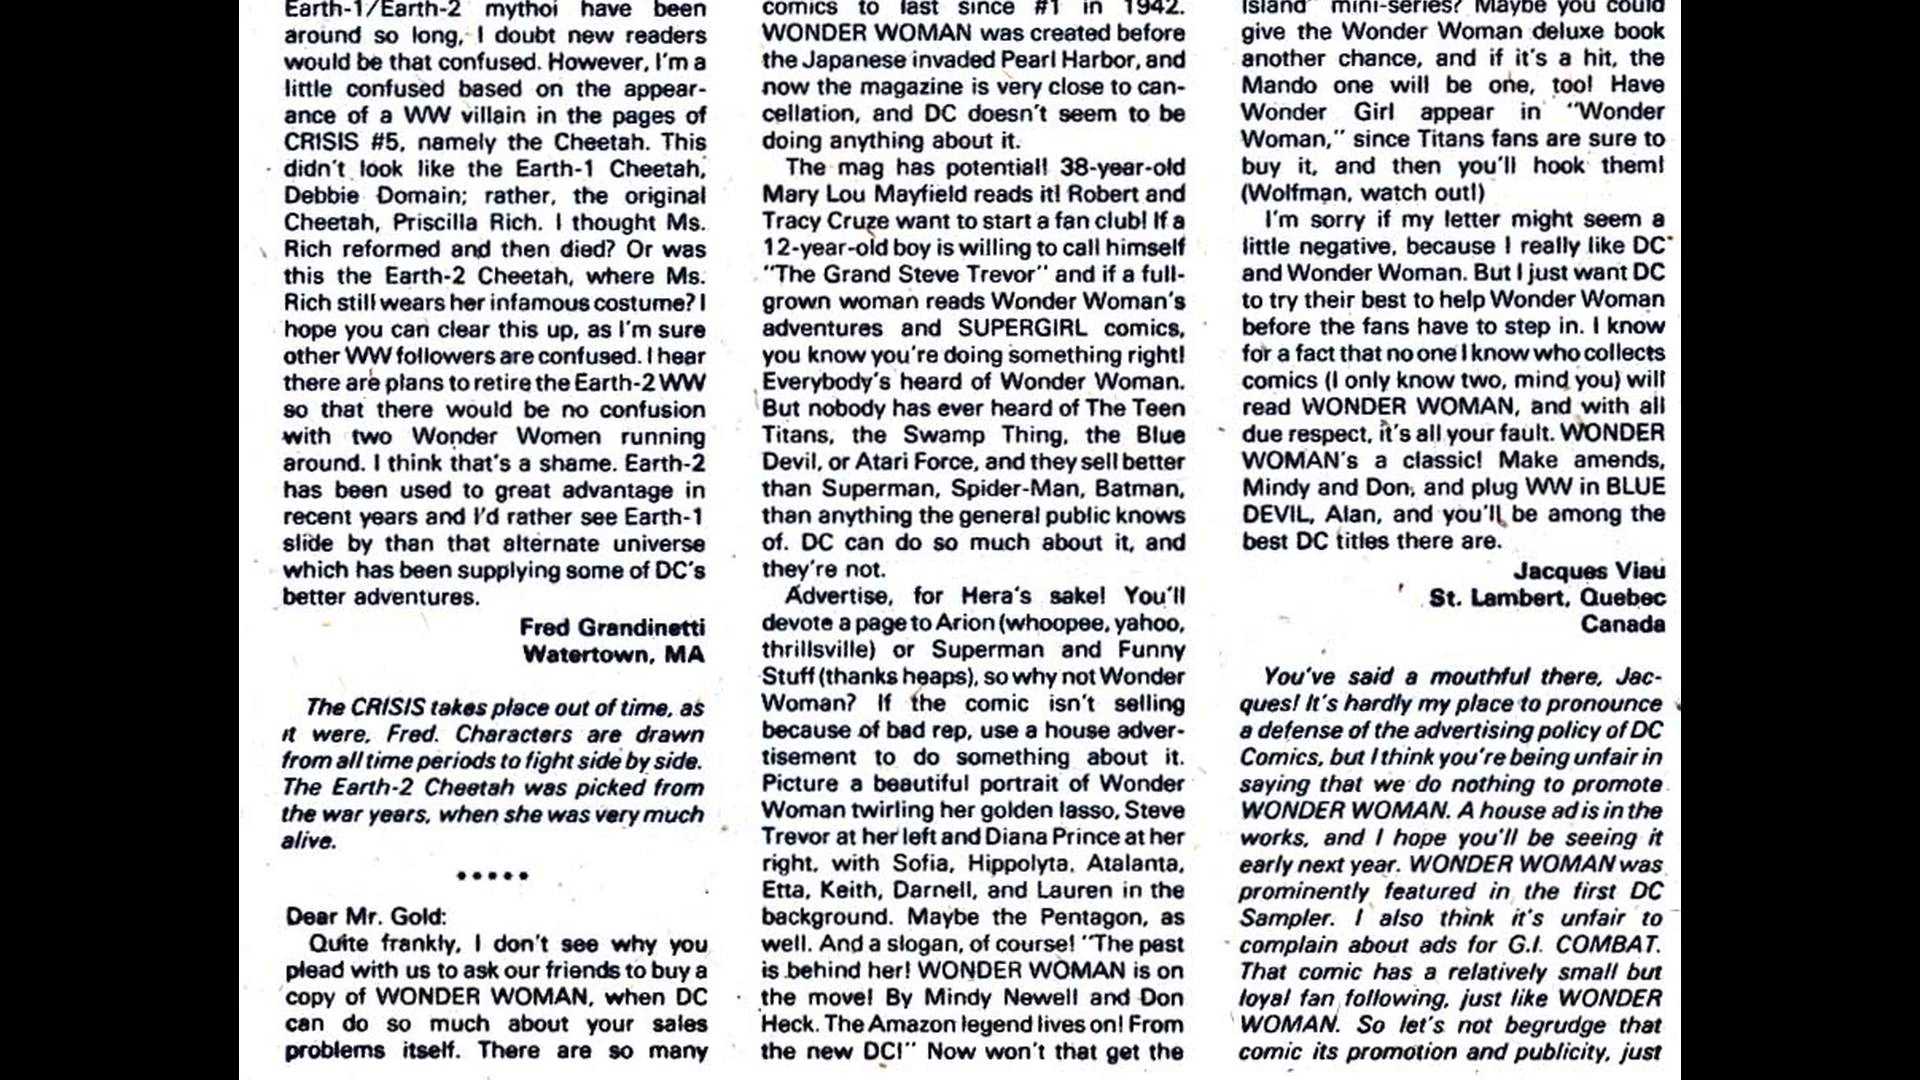 Earth-1/Earth-2 mythoi have been
around so long, I doubt new readers
would be that confused. However, I'm a
little confused based on the appear-
ance of a WW villain in the pages of
CRISIS #5, namely the Cheetah. This
didn't look like the Earth-1 Cheetah,
Debbie Domain; rather, the original
Cheetah, Priscilla Rich. I thought Ms.
Rich reformed and then died? Or was
this the Earth-2 Cheetah, where Ms.
Rich still wears her infamous costume? I
hope you can clear this up, as I'm sure
other WW followers are confused. I hear
there are plans to retire the Earth-2 WW
so that there would be no confusion
with two Wonder Women running
around. I think that's a shame. Earth-2
has been used to great advantage in
recent years and I'd rather see Earth-1
slide by than that alternate universe
which has been supplying some of DC's
better adventures.
Fred Grandinetti
Watertown, MA
The CRISIS takes place out of time, as
it were, Fred. Characters are drawn
from all time periods to fight side by side.
The Earth-2 Cheetah was picked from
the war years, when she was very much
alive.
•••••
Dear Mr. Gold:
Quite frankly, I don't see why you
plead with us to ask our friends to buy a
copy of WONDER WOMAN, when DC
can do so much about your sales
problems itself. There are so many
comics to last since #1 in 1942.
WONDER WOMAN was created before
the Japanese invaded Pearl Harbor, and
now the magazine is very close to can-
cellation, and DC doesn't seem to be
doing anything about it.
The mag has potential! 38-year-old
Mary Lou Mayfield reads it! Robert and
Tracy Cruze want to start a fan club! If a
12-year-old boy is willing to call himself
"The Grand Steve Trevor" and if a full-
grown woman reads Wonder Woman's
adventures and SUPERGIRL comics,
you know you're doing something right!
Everybody's heard of Wonder Woman.
But nobody has ever heard of The Teen
Titans, the Swamp Thing, the Blue
Devil, or Atari Force, and they sell better
than Superman, Spider-Man, Batman,
than anything the general public knows
of. DC can do so much about it, and
they're not.
Advertise, for Hera's sake! You'll
devote a page to Arion (whoopee, yahoo,
thrillsville) or Superman and Funny
Stuff (thanks heaps), so why not Wonder
Woman? If the comic isn't selling
because of bad rep, use a house adver-
tisement to do something about it.
Picture a beautiful portrait of Wonder
Woman twirling her golden lasso, Steve
Trevor at her left and Diana Prince at her
right, with Sofia, Hippolyta, Atalanta,
Etta, Keith, Darnell, and Lauren in the
background. Maybe the Pentagon, as
well. And a slogan, of course! "The past
is behind her! WONDER WOMAN is on
the move! By Mindy Newell and Don
Heck. The Amazon legend lives on! From
the new DC!" Now won't that get the
Island" mini-series? Maybe you could
give the Wonder Woman deluxe book
another chance, and if it's a hit, the
Mando one will be one, too! Have
Wonder Girl appear in "Wonder
Woman," since Titans fans are sure to
buy it, and then you'll hook them!
(Wolfman, watch out!)
I'm sorry if my letter might seem a
little negative, because I really like DC
and Wonder Woman. But I just want DC
to try their best to help Wonder Woman
before the fans have to step in. I know
for a fact that no one I know who collects
comics (I only know two, mind you) will
read WONDER WOMAN, and with all
due respect, it's all your fault. WONDER
WOMAN's a classic! Make amends,
Mindy and Don, and plug WW in BLUE
DEVIL, Alan, and you'll be among the
best DC titles there are.
Jacques Viau
St. Lambert, Quebec
Canada
You've said a mouthful there, Jac-
ques! It's hardly my place to pronounce
a defense of the advertising policy of DC
Comics, but I think you're being unfair in
saying that we do nothing to promote
WONDER WOMAN. A house ad is in the
works, and I hope you'll be seeing it
early next year. WONDER WOMAN was
prominently featured in the first DC
Sampler. I also think it's unfair to
complain about ads for G.I. COMBAT.
That comic has a relatively small but
loyal fan following, just like WONDER
WOMAN. So let's not begrudge that
comic its promotion and publicity, just